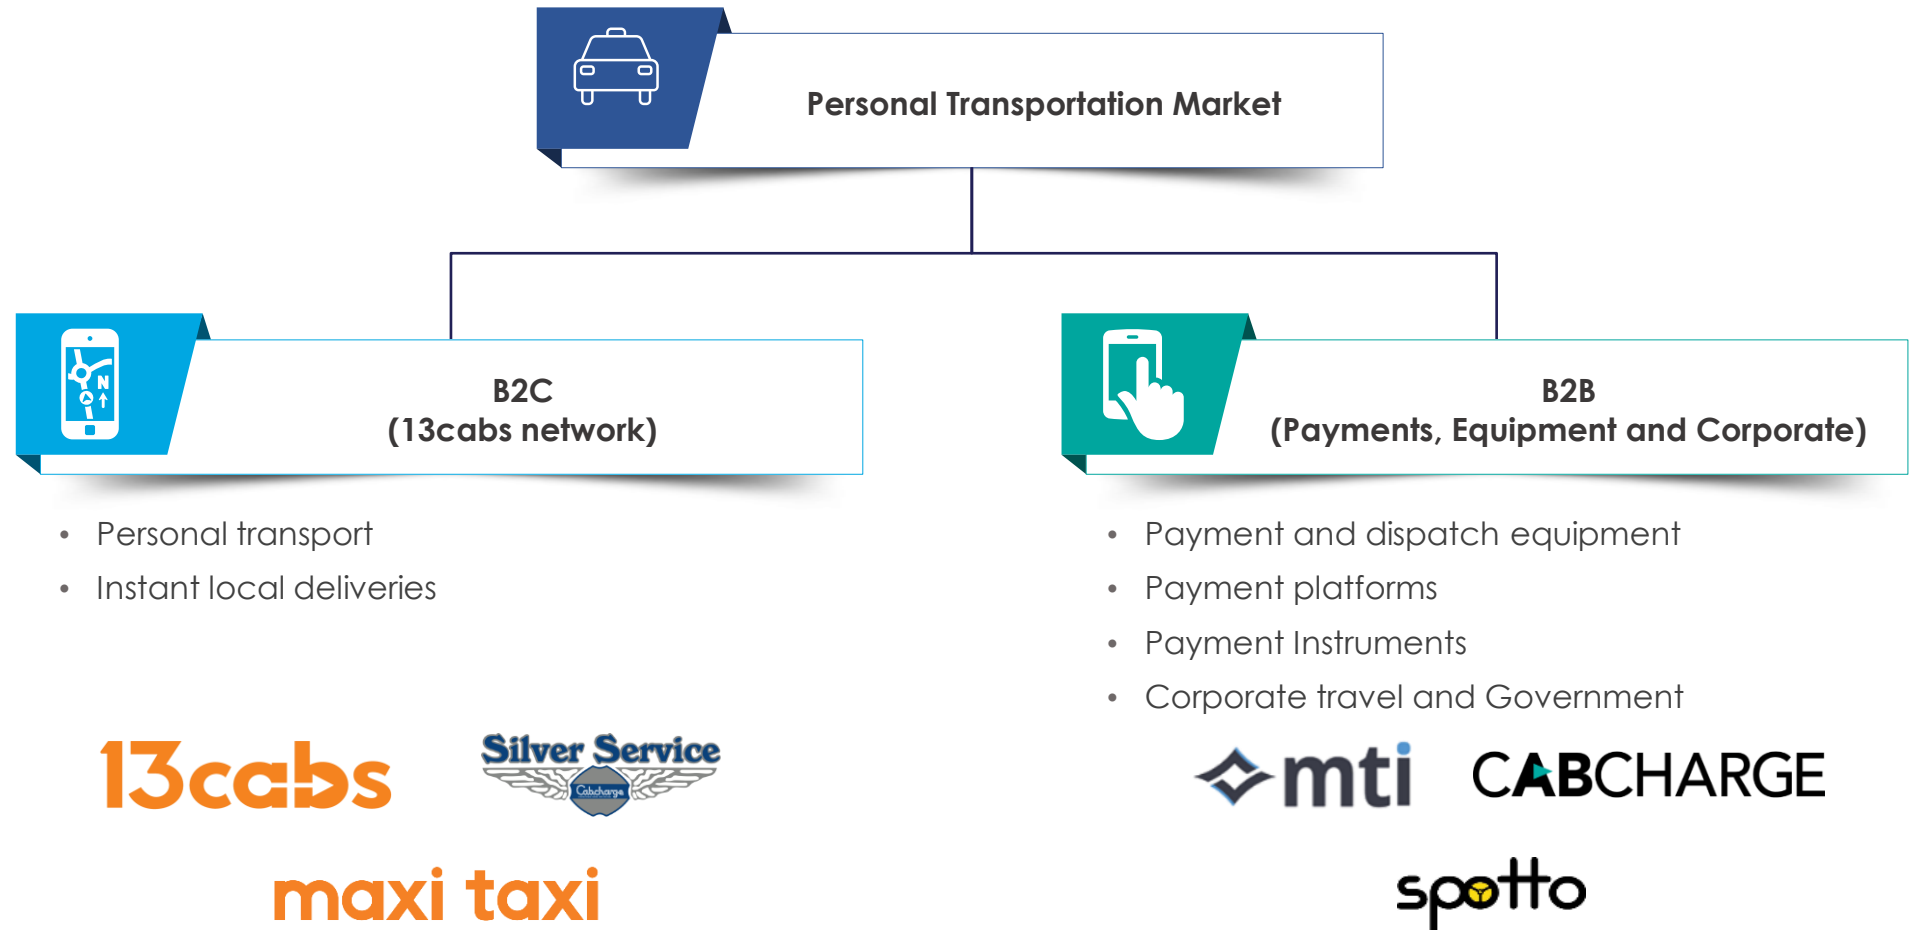 Personal Transportation Market
B2C
(13cabs network)
• Personal transport
• Instant local deliveries
13cabs
Silver Service
Cabcharge
maxi taxi
B2B
(Payments, Equipment and Corporate)
• Payment and dispatch equipment
• Payment platforms
• Payment Instruments
• Corporate travel and Government
mti
CABCHARGE
spotto
N